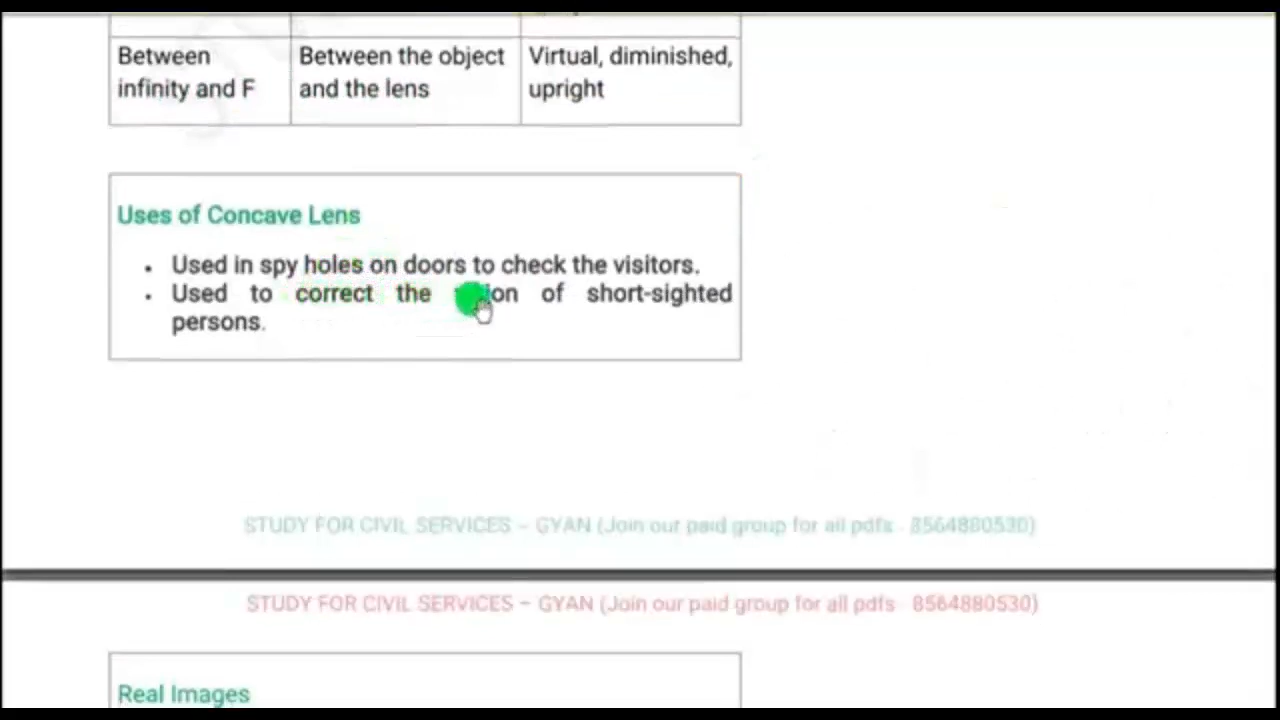 Between
infinity and F
Between the object
and the lens
Virtual, diminished,
upright
Uses of Concave Lens
• Used in spy holes on doors to check the visitors.
• Used to correct the of short-sighted
persons.
STUDY FOR CIVIL SERVICES – GYAN (Join our paid group for all pdfs - 8564880530)
STUDY FOR CIVIL SERVICES – GYAN (Join our paid group for all pdfs - 8564880530)
Real Images